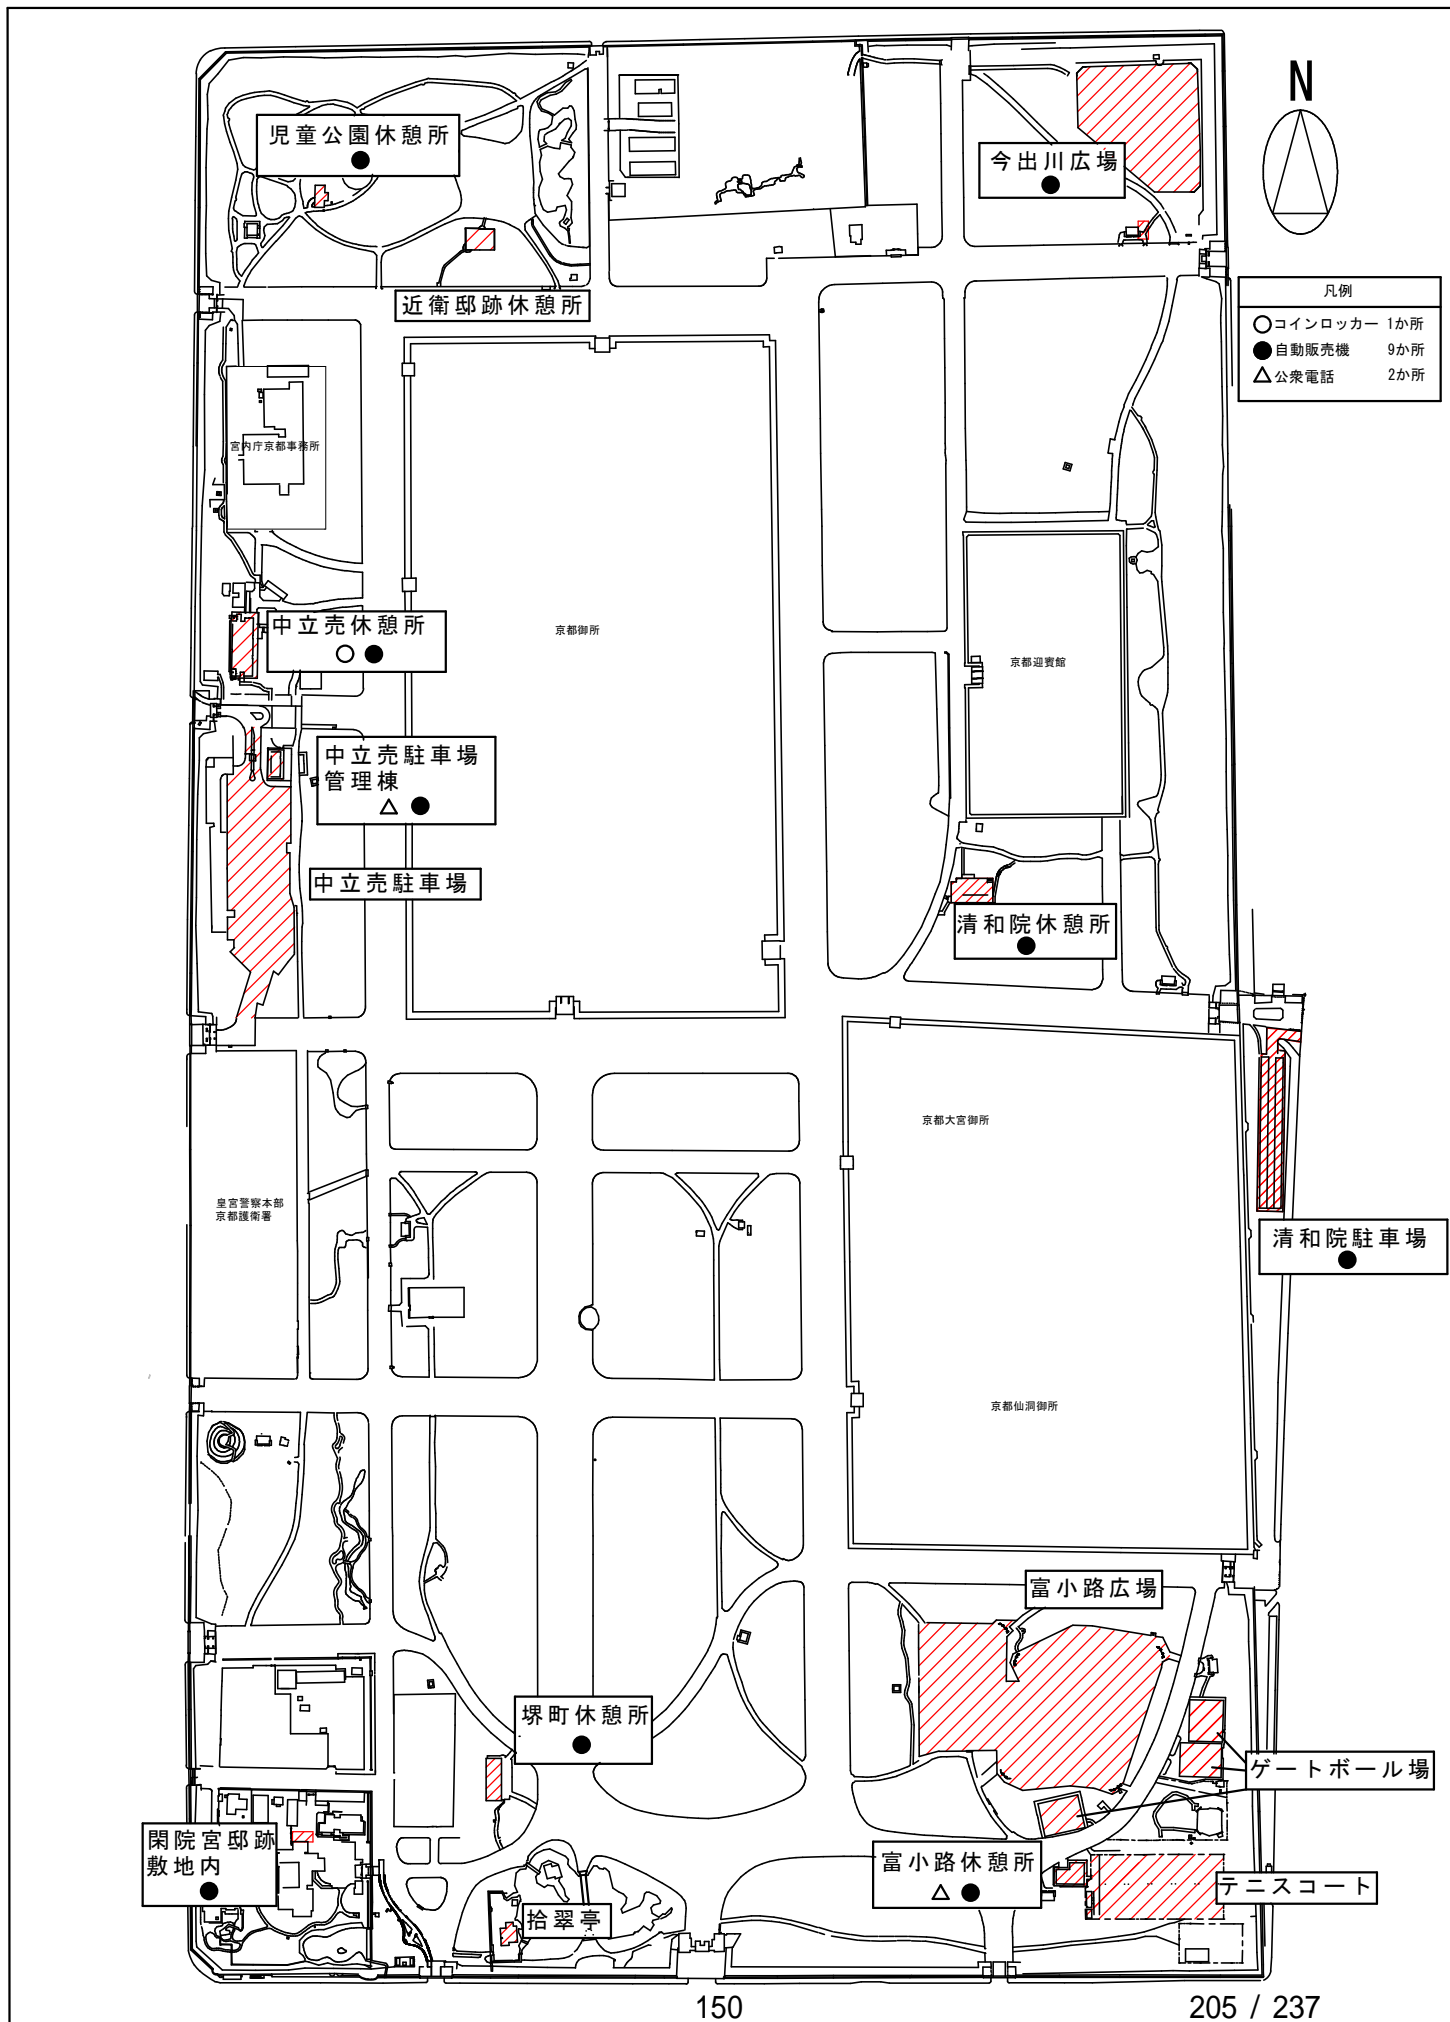 児童公園休憩所
●
今出川広場
●
N
近衛邸跡休憩所
凡例
○コインロッカー 1か所
●自動販売機 9か所
△公衆電話 2か所
宮内庁京都事務所
中立売休憩所
○ ●
京都御所
京都迎賓館
中立売駐車場
管理棟
△ ●
中立売駐車場
清和院休憩所
●
京都大宮御所
皇宮警察本部
京都護衛署
清和院駐車場
●
京都仙洞御所
富小路広場
堺町休憩所
●
ゲートボール場
閑院宮邸跡
敷地内
●
富小路休憩所
△ ●
テニスコート
拾翠亭
150
205 / 237